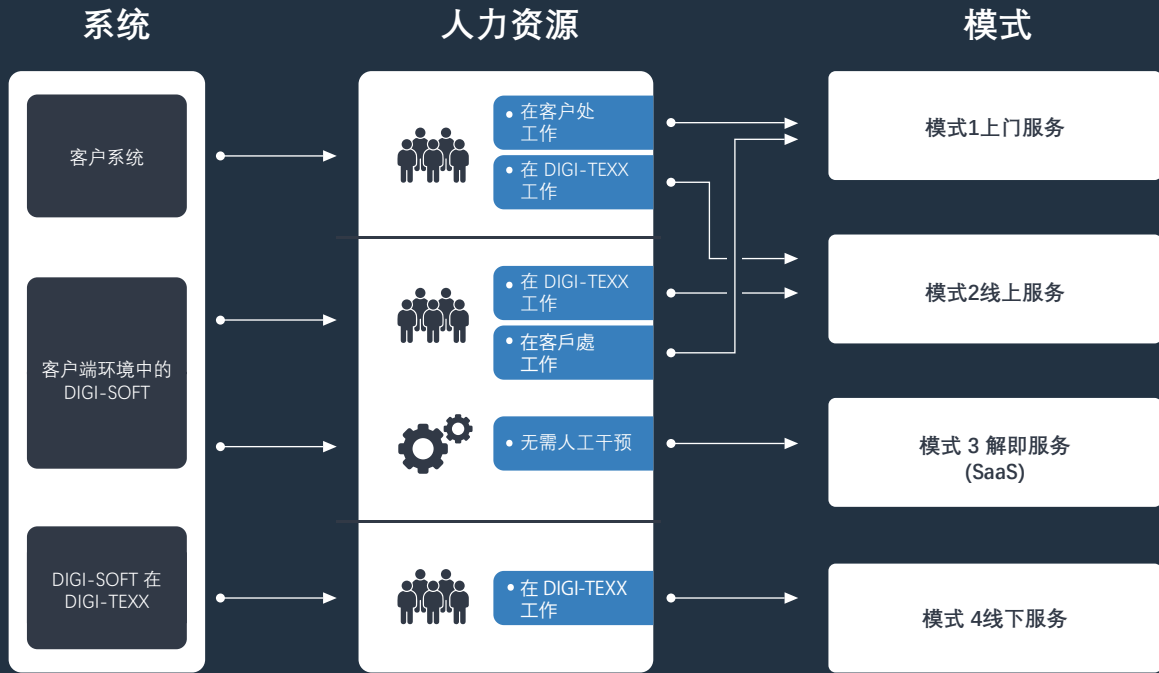 系统
人力资源
模式
客户系统
• 在客户处
工作
• 在 DIGI-TEXX
工作
模式1上门服务
客户端环境中的
DIGI-SOFT
• 在 DIGI-TEXX
工作
• 在客戶處
工作
• 无需人工干预
模式2线上服务
模式 3 解即服务
(SaaS)
DIGI-SOFT 在
DIGI-TEXX
• 在 DIGI-TEXX
工作
模式 4线下服务